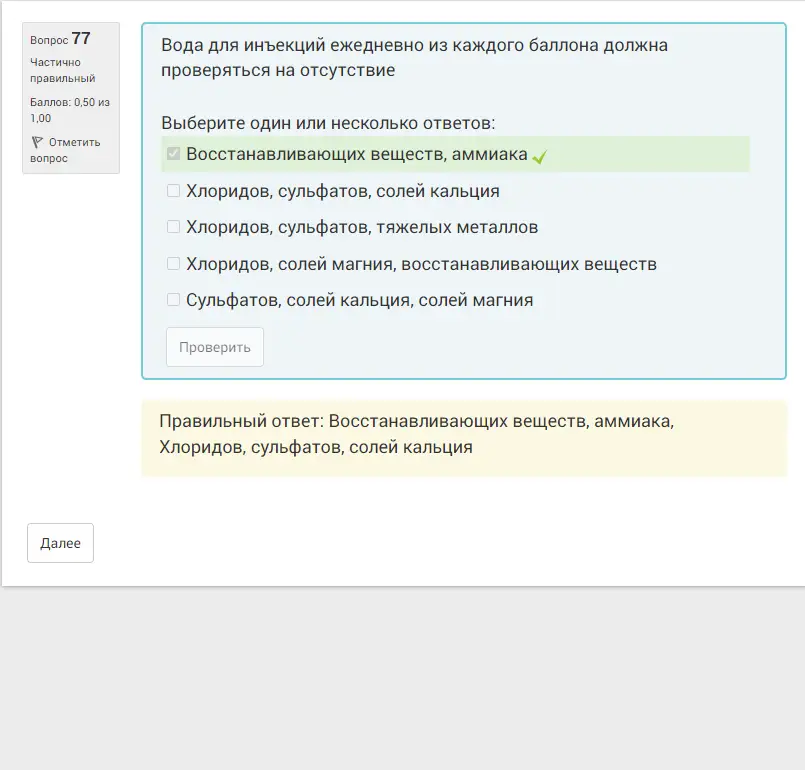 Вопрос 77
Частично
правильный
Баллов: 0,50 из
1,00
Отметить
вопрос
Вода для инъекций ежедневно из каждого баллона должна
проверяться на отсутствие
Выберите один или несколько ответов:
Восстанавливающих веществ, аммиака
Хлоридов, сульфатов, солей кальция
Хлоридов, сульфатов, тяжелых металлов
Хлоридов, солей магния, восстанавливающих веществ
Сульфатов, солей кальция, солей магния
Проверить
Правильный ответ: Восстанавливающих веществ, аммиака,
Хлоридов, сульфатов, солей кальция
Далее